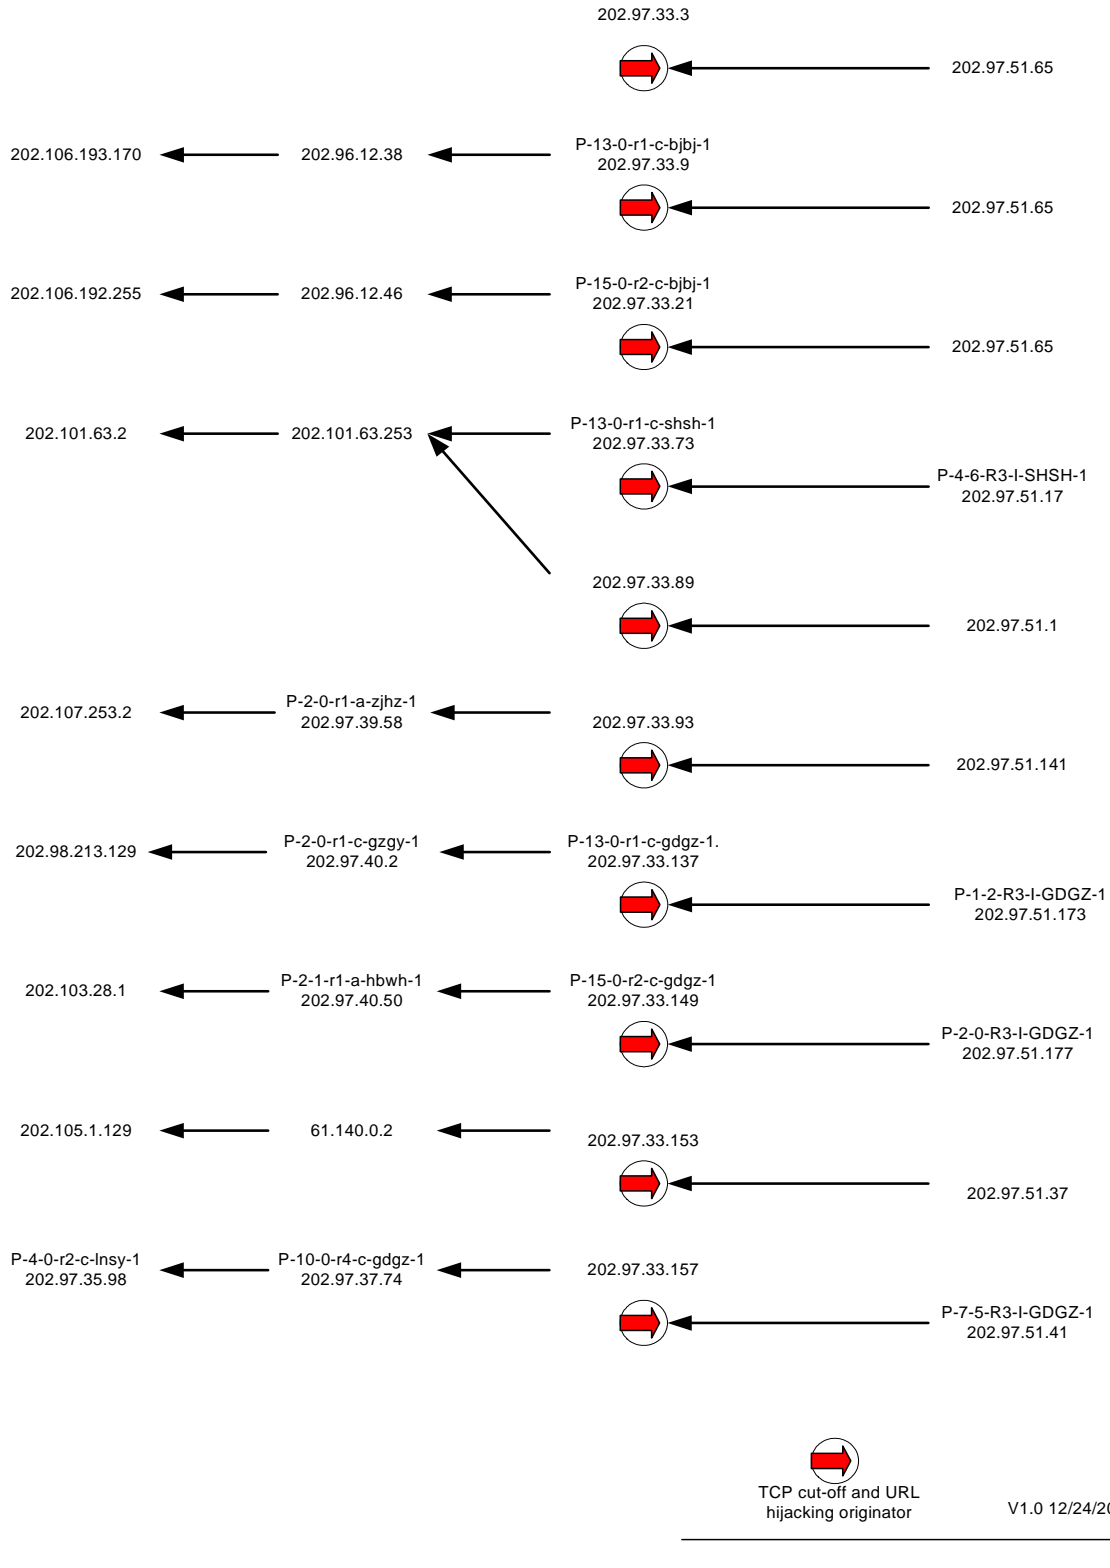 202.97.33.3
202.97.51.65
202.106.193.170
202.96.12.38
P-13-0-r1-c-bjbj-1
202.97.33.9
202.97.51.65
202.106.192.255
202.96.12.46
P-15-0-r2-c-bjbj-1
202.97.33.21
202.97.51.65
202.101.63.2
202.101.63.253
P-13-0-r1-c-shsh-1
202.97.33.73
P-4-6-R3-I-SHSH-1
202.97.51.17
202.97.33.89
202.97.51.1
202.107.253.2
P-2-0-r1-a-zjhz-1
202.97.39.58
202.97.33.93
202.97.51.141
202.98.213.129
P-2-0-r1-c-gzgy-1
202.97.40.2
P-13-0-r1-c-gdgz-1.
202.97.33.137
P-1-2-R3-I-GDGZ-1
202.97.51.173
202.103.28.1
P-2-1-r1-a-hbwh-1
202.97.40.50
P-15-0-r2-c-gdgz-1
202.97.33.149
P-2-0-R3-I-GDGZ-1
202.97.51.177
202.105.1.129
61.140.0.2
202.97.33.153
202.97.51.37
P-4-0-r2-c-lnsy-1
202.97.35.98
P-10-0-r4-c-gdgz-1
202.97.37.74
202.97.33.157
P-7-5-R3-I-GDGZ-1
202.97.51.41
TCP cut-off and URL
hijacking originator
V1.0 12/24/20